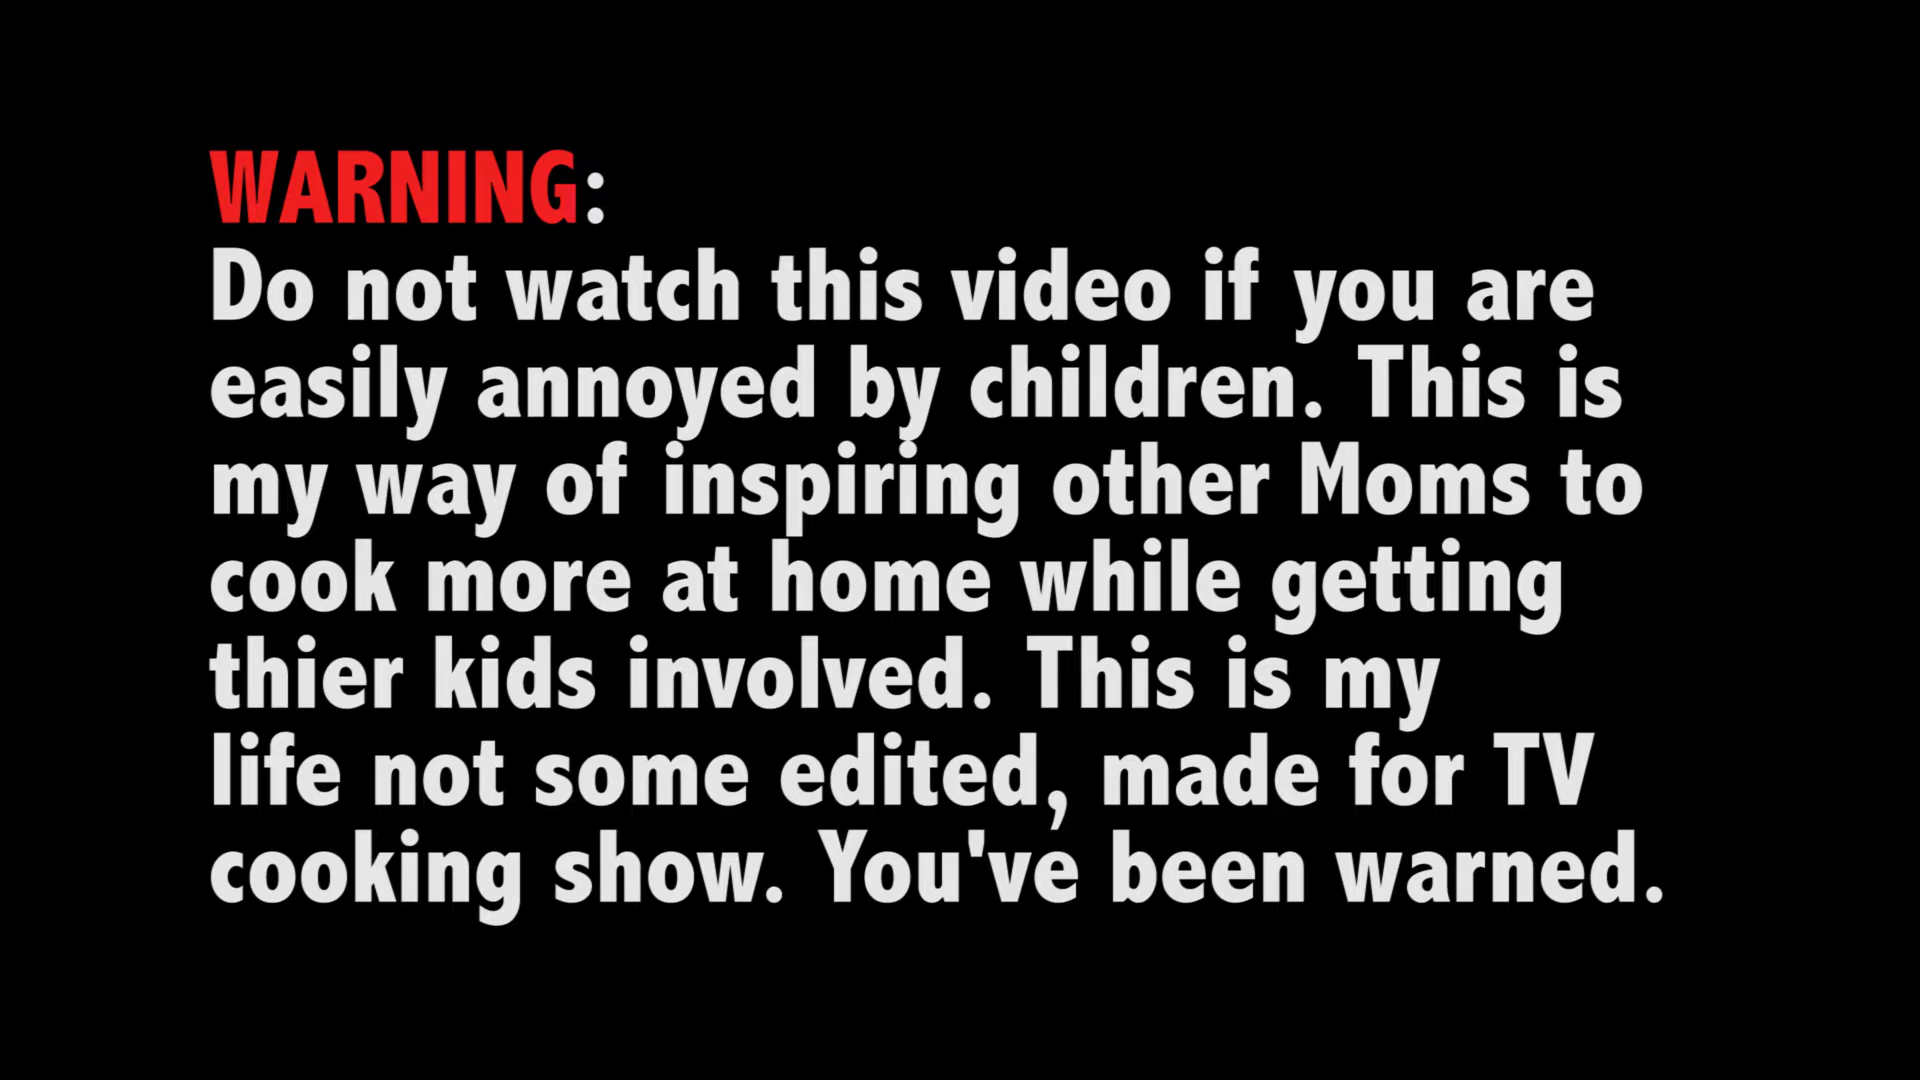 WARNING:
Do not watch this video if you are
easily annoyed by children. This is
my way of inspiring other Moms to
cook more at home while getting
thier kids involved. This is my
life not some edited, made for TV
cooking show. You've been warned.